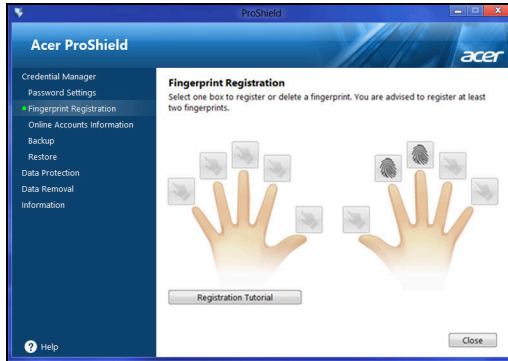 ProShield
Acer ProShield
acer
Credential Manager
Password Settings
Fingerprint Registration
Online Accounts Information
Backup
Restore
Data Protection
Data Removal
Information
Fingerprint Registration
Select one box to register or delete a fingerprint. You are advised to register at least
two fingerprints.
Registration Tutorial
? Help
Close